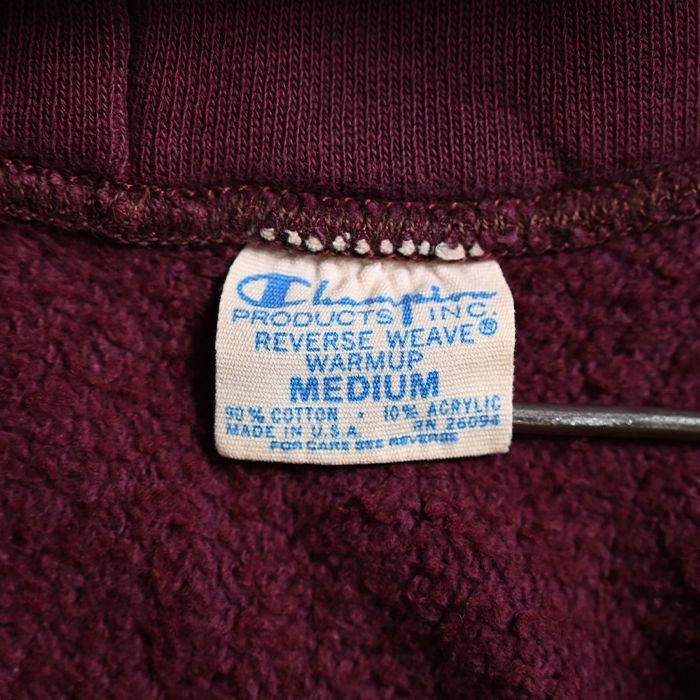 Champion
PRODUCTS INC.
REVERSE WEAVE®
WARMUP
MEDIUM
90% COTTON · 10% ACRYLIC
MADE IN U.S.A. RN 26094
FOR CARE SEE REVERSE